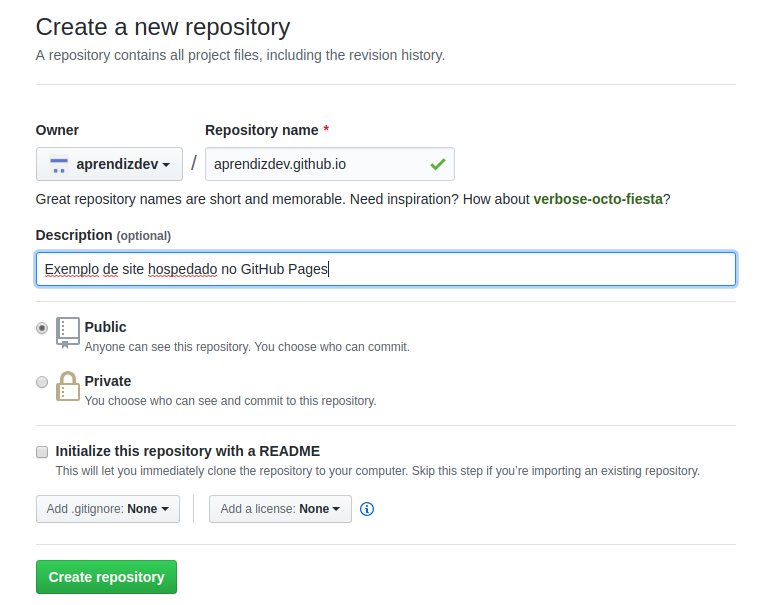 Create a new repository
A repository contains all project files, including the revision history.
Owner
Repository name *
aprendizdev
/
aprendizdev.github.io
Great repository names are short and memorable. Need inspiration? How about verbose-octo-fiesta?
Description (optional)
Exemplo de site hospedado no GitHub Pages
Public
Anyone can see this repository. You choose who can commit.
Private
You choose who can see and commit to this repository.
Initialize this repository with a README
This will let you immediately clone the repository to your computer. Skip this step if you’re importing an existing repository.
Add .gitignore: None
Add a license: None
Create repository